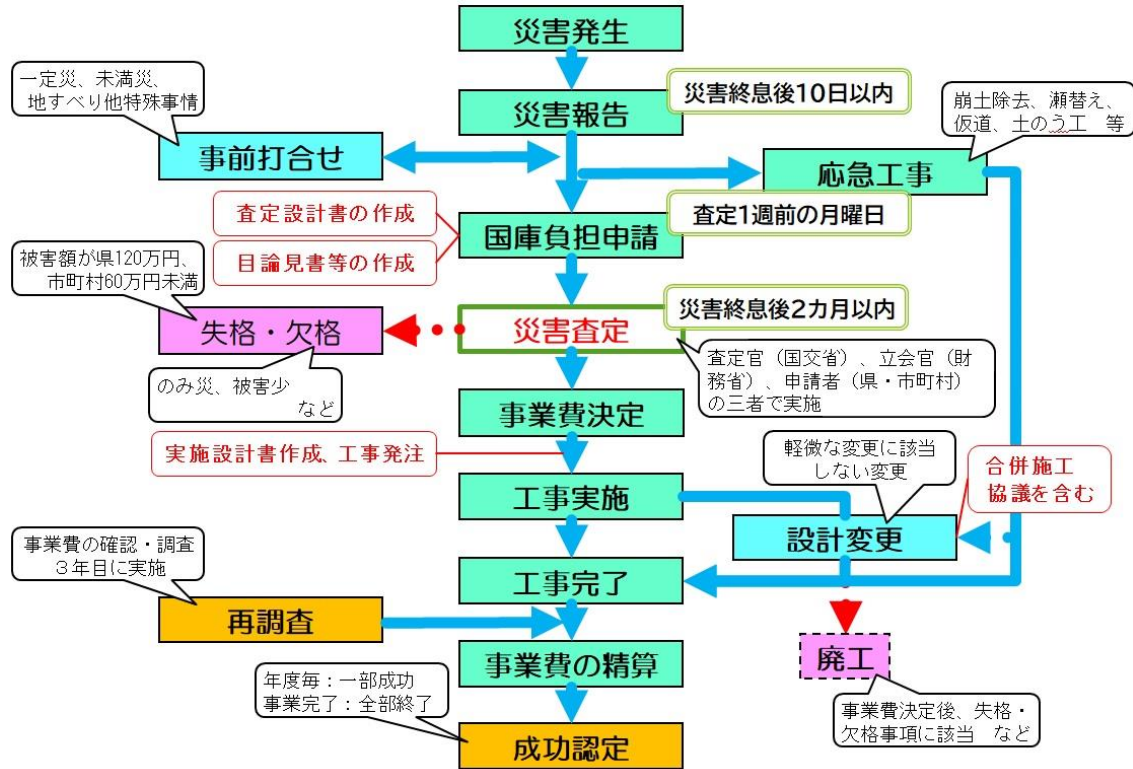 災害発生
一定災、未満災、
地すべり他特殊事情
災害報告
災害終息後10日以内
崩土除去、瀬替え、
仮道、土のう工　等
事前打合せ
応急工事
査定設計書の作成
目論見書等の作成
国庫負担申請
査定1週前の月曜日
被害額が県120万円、
市町村60万円未満
失格・欠格
災害査定
災害終息後2カ月以内
のみ災、被害少
など
査定官（国交省）、立会官（財
務省）、申請者（県・市町村）
の三者で実施
事業費決定
実施設計書作成、工事発注
軽微な変更に該当
しない変更
合併施工
協議を含む
工事実施
設計変更
事業費の確認・調査
３年目に実施
工事完了
再調査
廃工
事業費の精算
年度毎：一部成功
事業完了：全部終了
事業費決定後、失格・
欠格事項に該当　など
成功認定